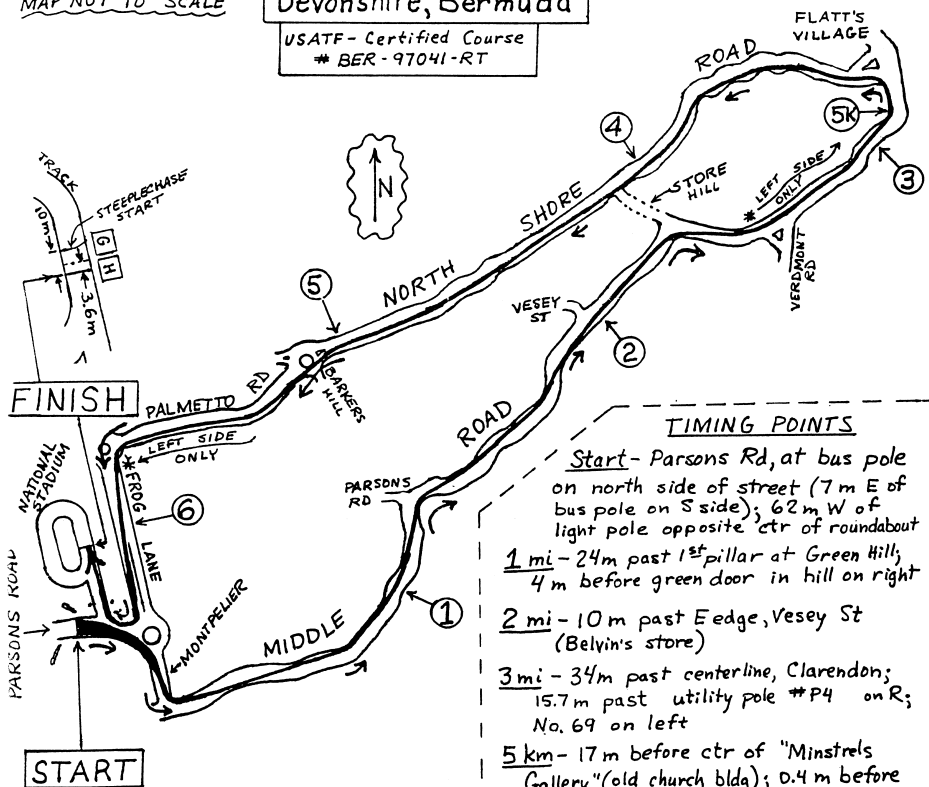 MAP NOT TO SCALE
Devonshire, Bermuda
USATF - Certified Course
# BER - 97041 - RT
FLATT'S
VILLAGE
ROAD
5K
4
3
LEFT SIDE
ONLY
*
STORE
HILL
N
TRACK
STEEPLECHASE
START
10m
G
H
3.6m
SHORE
NORTH
VERDMONT
RD
5
VESEY
ST
2
BARKERS
HILL
FINISH
PALMETTO
RD
LEFT SIDE
ONLY
*
FROG
LANE
6
NATIONAL
STADIUM
ROAD
PARSONS
RD
1
MIDDLE
MONTPELIER
PARSONS ROAD
START
TIMING POINTS
Start - Parsons Rd, at bus pole
on north side of street (7 m E of
bus pole on S side); 62 m W of
light pole opposite ctr of roundabout
1 mi - 24m past 1st pillar at Green Hill;
4 m before green door in hill on right
2 mi - 10 m past E edge, Vesey St
(Belvin's store)
3 mi - 34m past centerline, Clarendon;
15.7 m past utility pole #P4 on R;
No. 69 on left
5 km - 17 m before ctr of "Minstrels
Gallery" (old church bldg); 0.4 m before